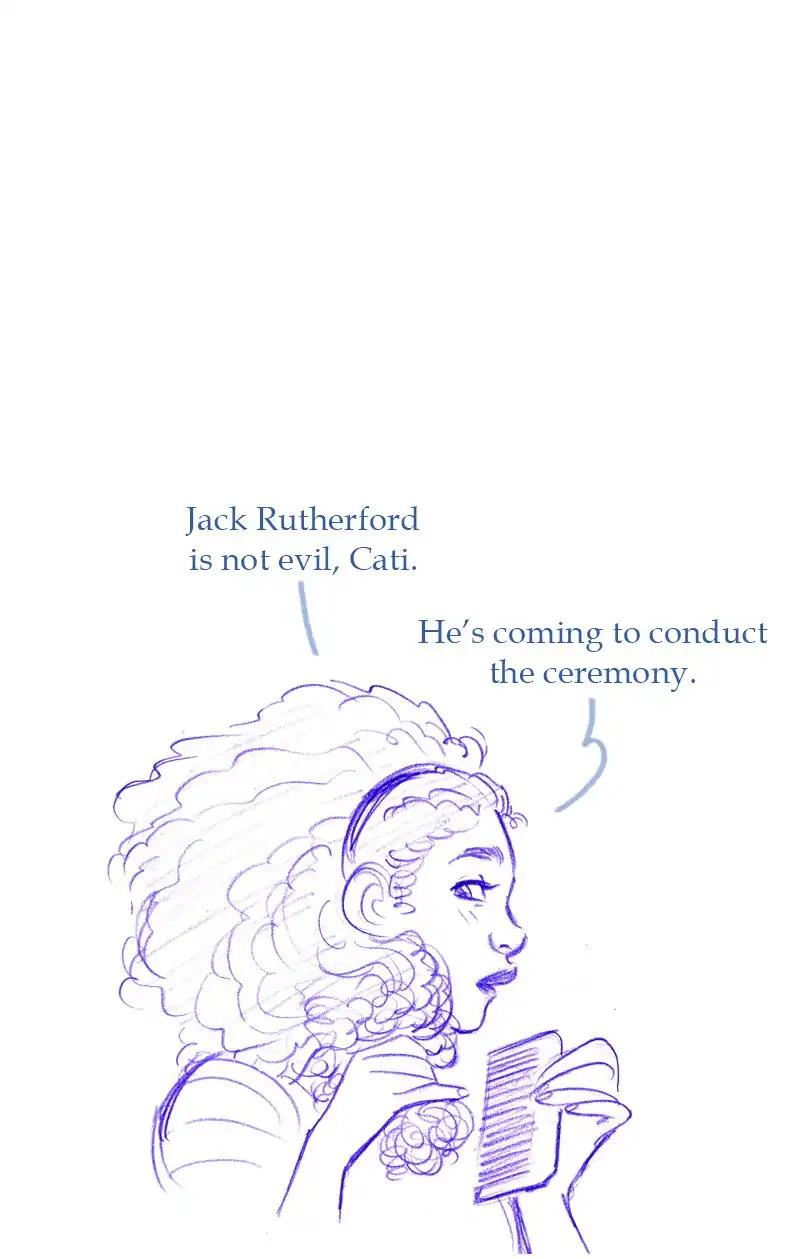 Jack Rutherford
is not evil, Cati.
He's coming to conduct
the ceremony.